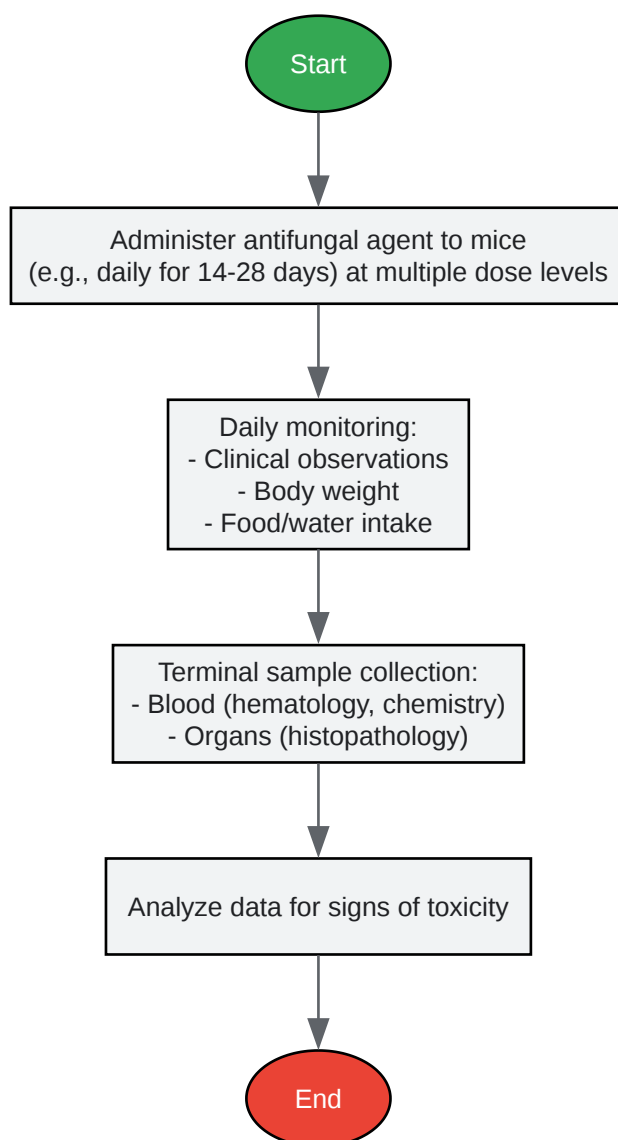 Start
Administer antifungal agent to mice
(e.g., daily for 14-28 days) at multiple dose levels
Daily monitoring:
- Clinical observations
- Body weight
- Food/water intake
Terminal sample collection:
- Blood (hematology, chemistry)
- Organs (histopathology)
Analyze data for signs of toxicity
End